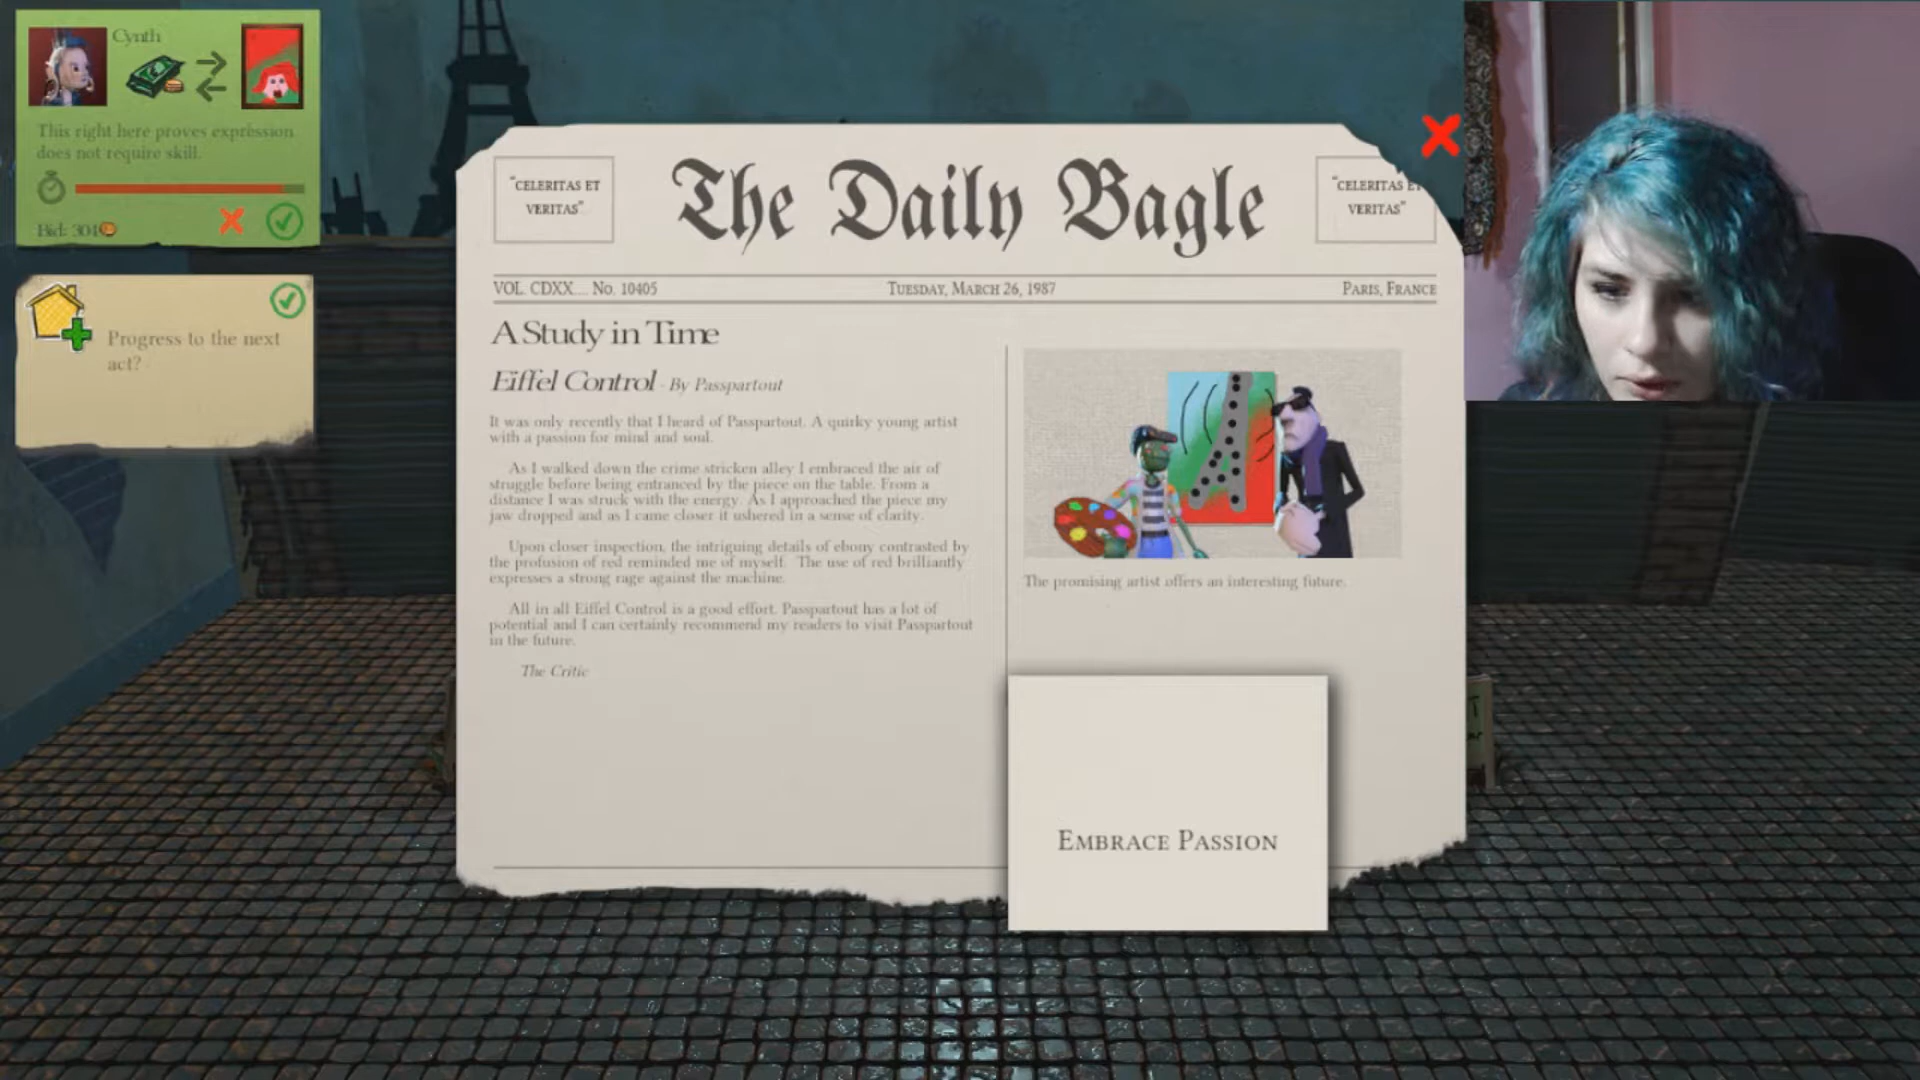 Cynth
This right here proves expression
does not require skill.
Bid: 304
Progress to the next
act?
"CELERITAS ET
VERITAS"
The Daily Bagle
"CELERITAS ET
VERITAS"
VOL. CDXX.... No. 10405
TUESDAY, MARCH 26, 1987
PARIS, FRANCE
A Study in Time
Eiffel Control - By Passpartout
It was only recently that I heard of Passpartout. A quirky young artist
with a passion for mind and soul.
As I walked down the crime stricken alley I embraced the air of
struggle before being entranced by the piece on the table. From a
distance I was struck with the energy. As I approached the piece my
jaw dropped and as I came closer it ushered in a sense of clarity.
Upon closer inspection, the intriguing details of ebony contrasted by
the profusion of red reminded me of myself. The use of red brilliantly
expresses a strong rage against the machine.
All in all Eiffel Control is a good effort. Passpartout has a lot of
potential and I can certainly recommend my readers to visit Passpartout
in the future.
The Critic
The promising artist offers an interesting future.
EMBRACE PASSION